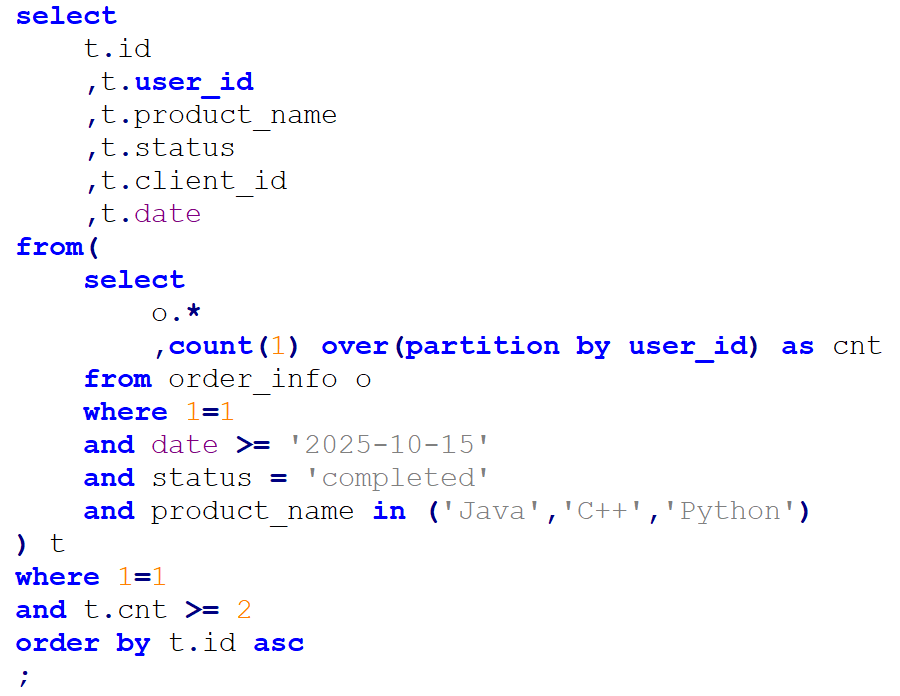 select
    t.id
    ,t.user_id
    ,t.product_name
    ,t.status
    ,t.client_id
    ,t.date
from(
    select
        o.*
        ,count(1) over(partition by user_id) as cnt
    from order_info o
    where 1=1
    and date >= '2025-10-15'
    and status = 'completed'
    and product_name in ('Java','C++','Python')
) t
where 1=1
and t.cnt >= 2
order by t.id asc
;